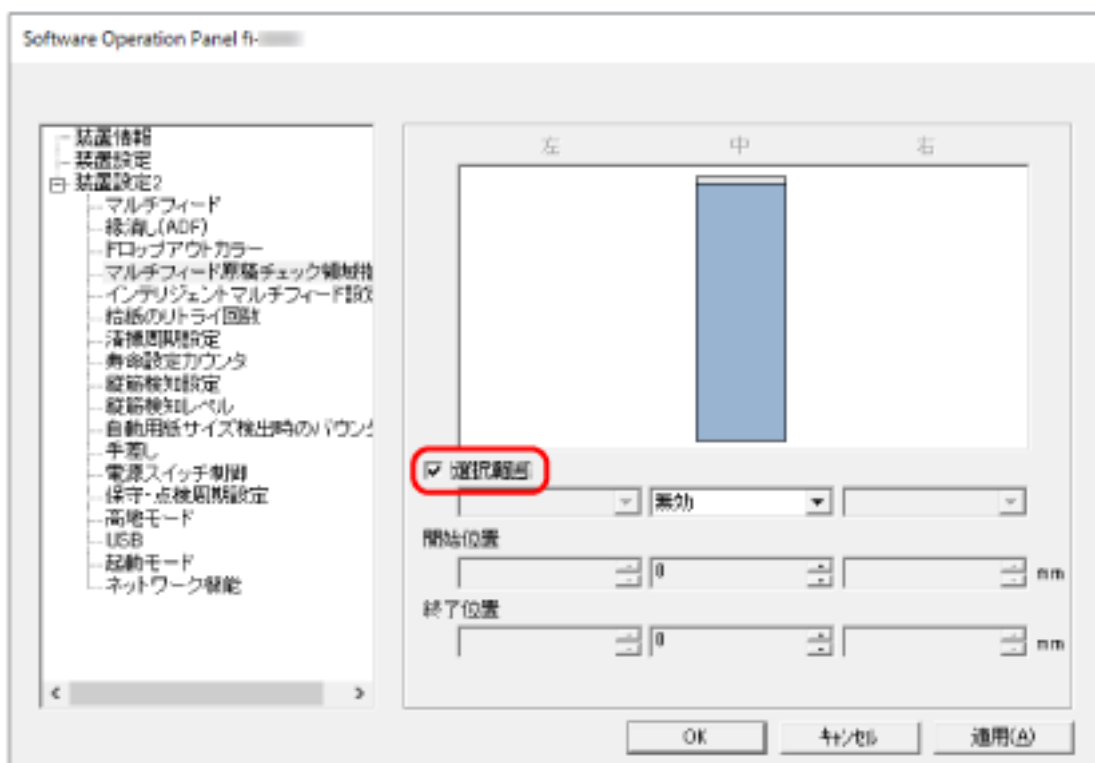 Software Operation Panel fi-
装置情報
装置設定
装置設定2
マルチフィード
縁消し(ADF)
ドロップアウトカラー
マルチフィード原稿チェック領域指
インテリジェントマルチフィード設定
給紙のリトライ回数
清掃周期設定
寿命設定カウンタ
縦筋検知設定
縦筋検知レベル
自動用紙サイズ検出時のバウンダ
手差し
電源スイッチ制御
保守・点検周期設定
高地モード
USB
起動モード
ネットワーク機能
左 中 右
選択範囲
無効
開始位置
0 mm
終了位置
0 mm
OK キャンセル 適用(A)